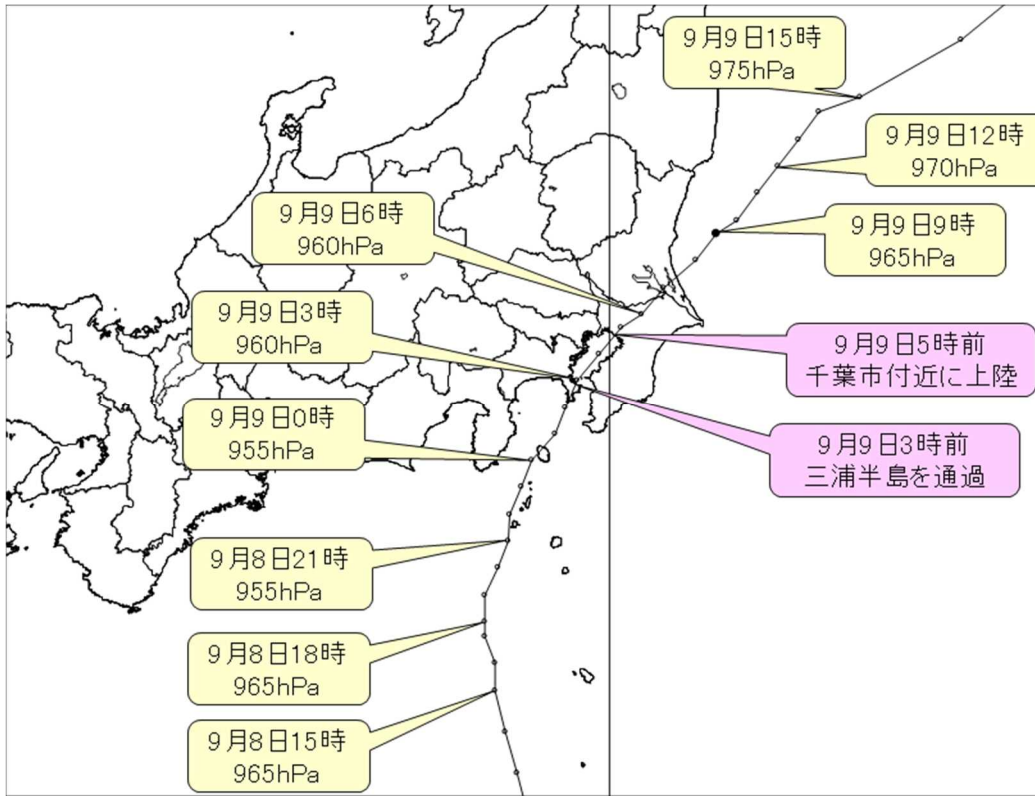 9月9日15時
975hPa
9月9日12時
970hPa
9月9日6時
960hPa
9月9日9時
965hPa
9月9日3時
960hPa
9月9日5時前
千葉市付近に上陸
9月9日0時
955hPa
9月9日3時前
三浦半島を通過
9月8日21時
955hPa
9月8日18時
965hPa
9月8日15時
965hPa